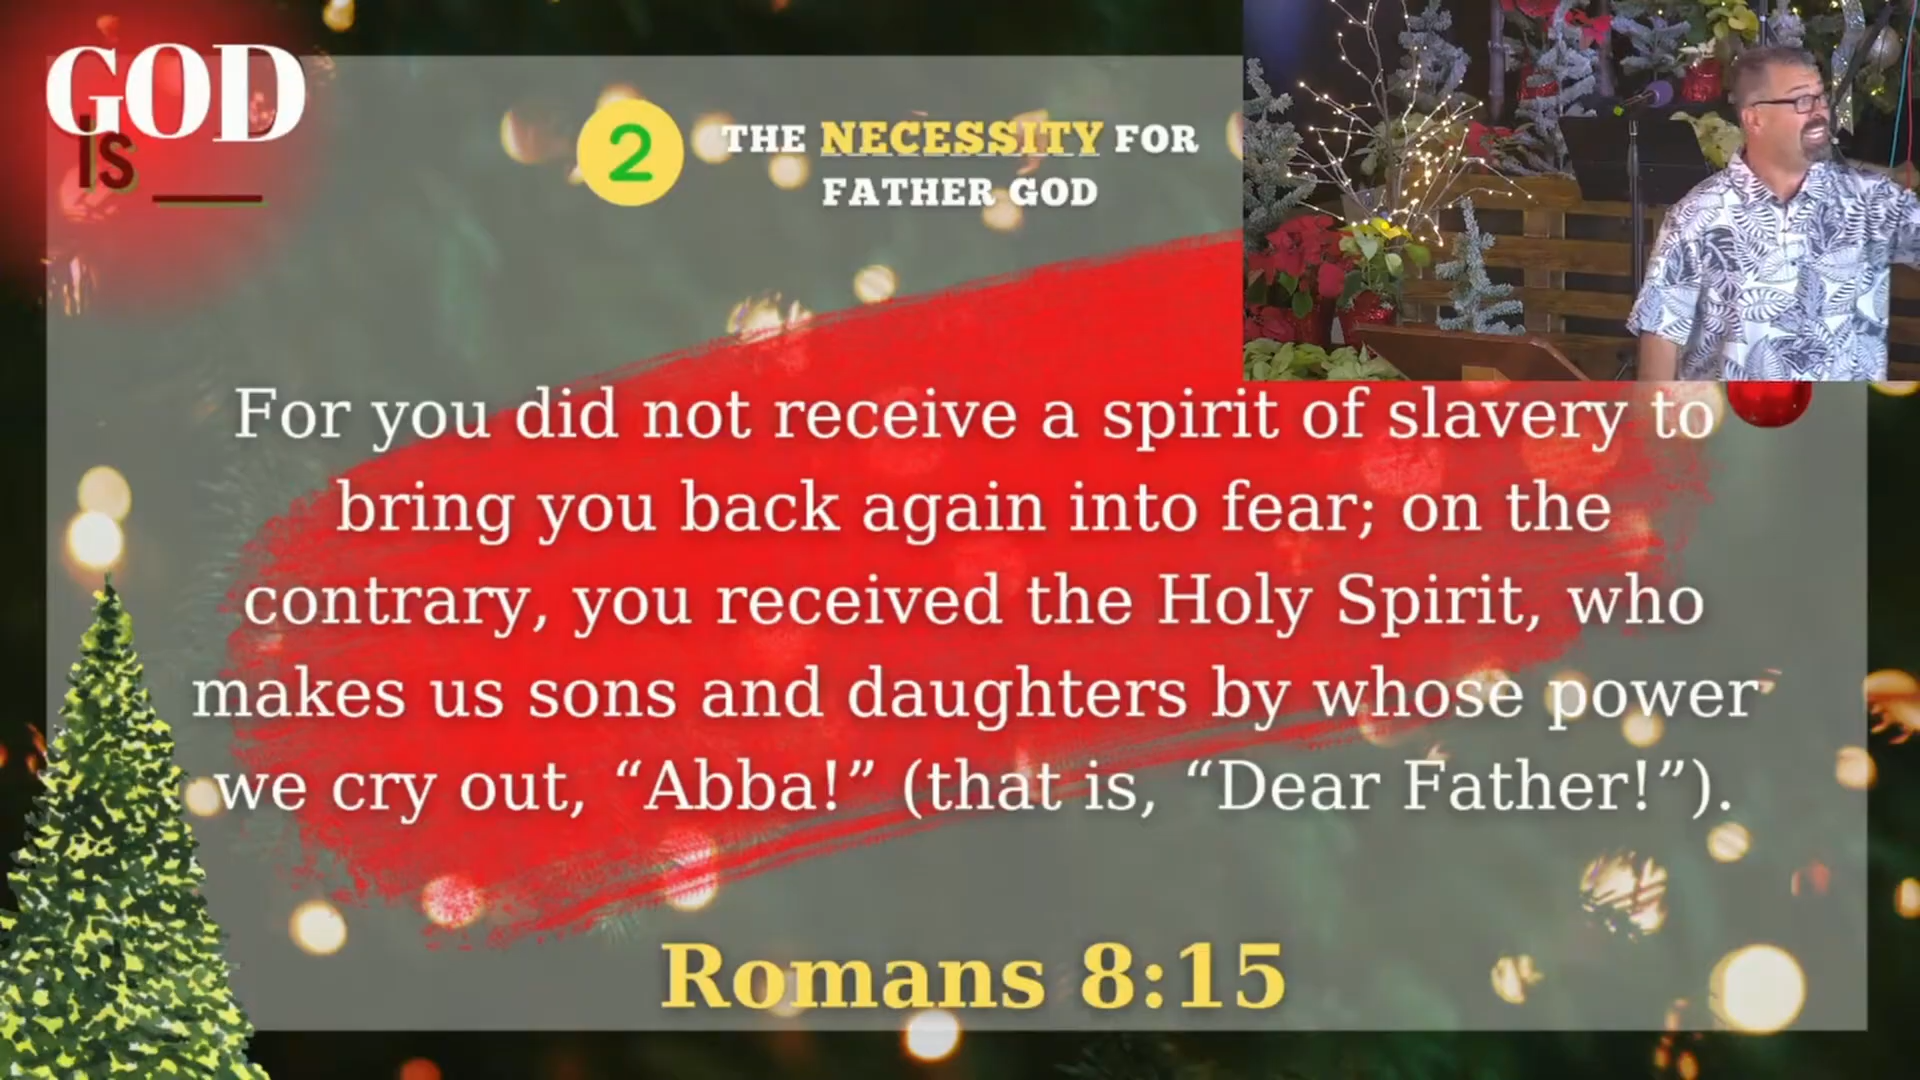 GOD
Is ___
2
THE NECESSITY FOR
FATHER GOD
For you did not receive a spirit of slavery to
bring you back again into fear; on the
contrary, you received the Holy Spirit, who
makes us sons and daughters by whose power
we cry out, “Abba!” (that is, “Dear Father!”).
Romans 8:15